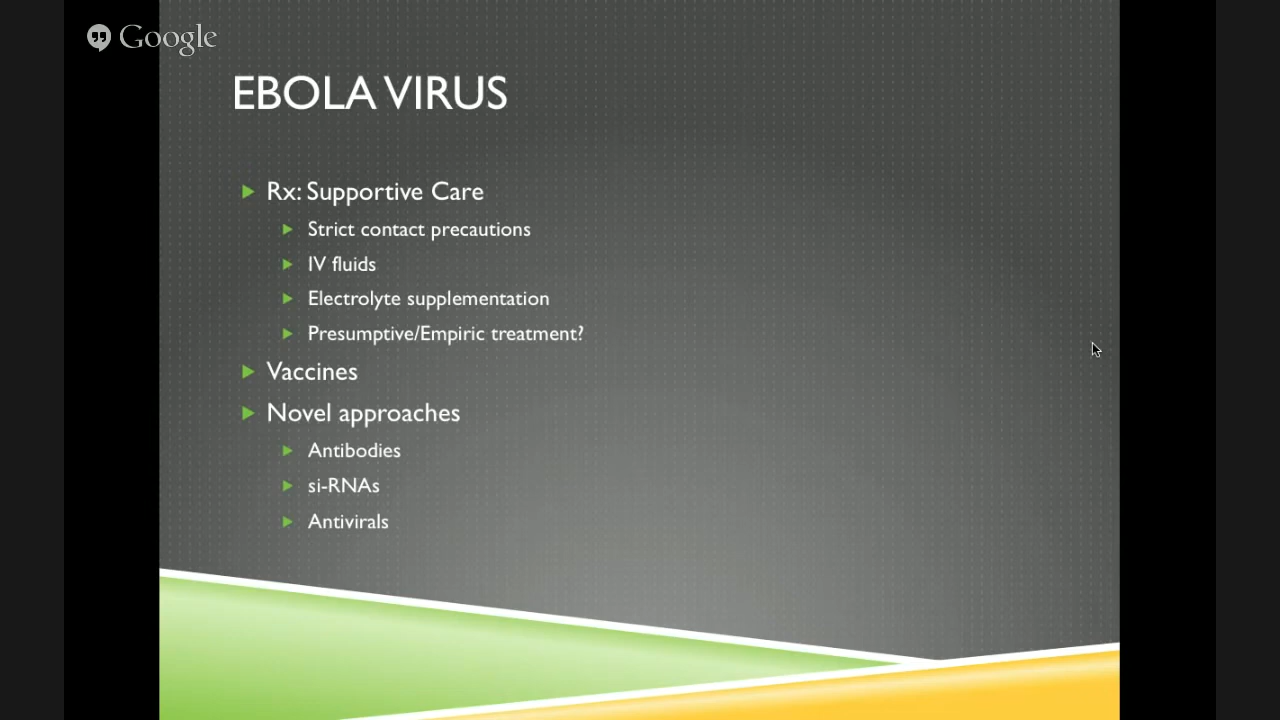 Google
EBOLA VIRUS
Rx: Supportive Care
Strict contact precautions
IV fluids
Electrolyte supplementation
Presumptive/Empiric treatment?
Vaccines
Novel approaches
Antibodies
si-RNAs
Antivirals